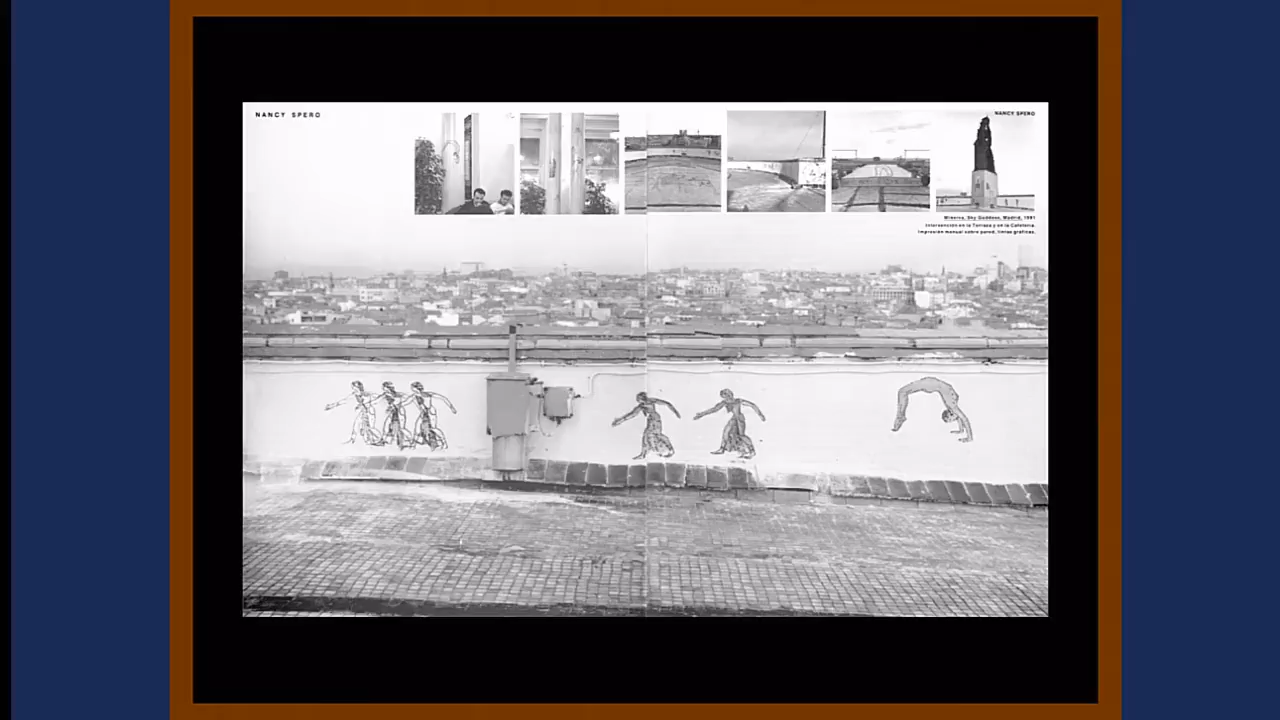 NANCY SPERO
NANCY SPERO
Minerva, Sky Goddess, Madrid, 1991
Intervención en la Terraza y en la Cafetería.
Impresión manual sobre pared, tintas gráficas.